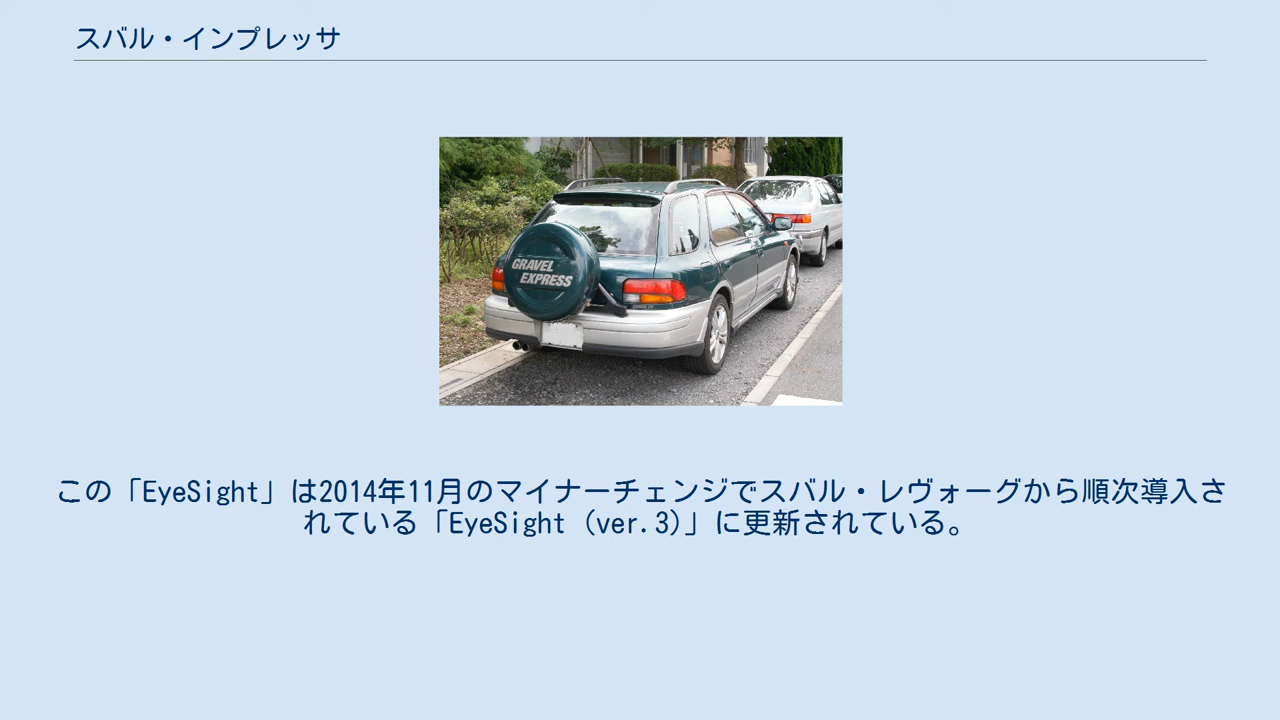 スバル・インプレッサ
GRAVEL
EXPRESS
この「EyeSight」は2014年11月のマイナーチェンジでスバル・レヴォーグから順次導入さ
れている「EyeSight (ver.3)」に更新されている。